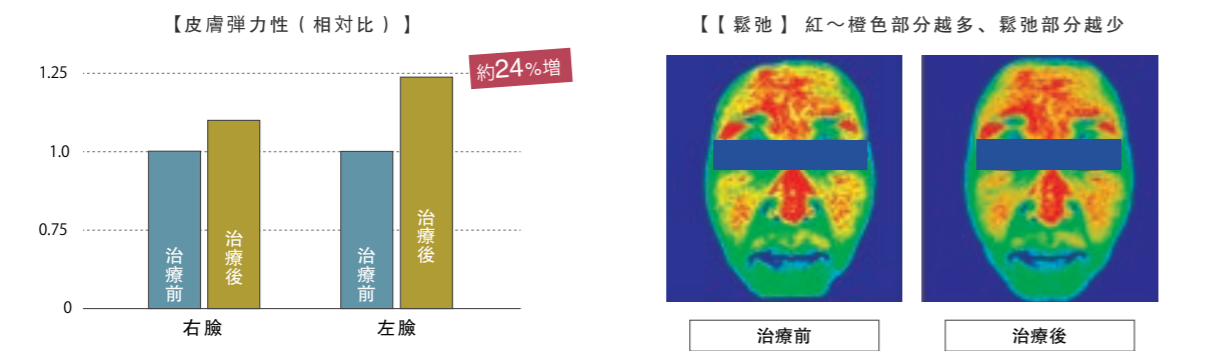 【皮膚弾力性（相対比）】
1.25
1.0
0.75
0
約24%増
治療前
治療後
治療前
治療後
右臉
左臉
【【鬆弛】紅～橙色部分越多、鬆弛部分越少
治療前
治療後